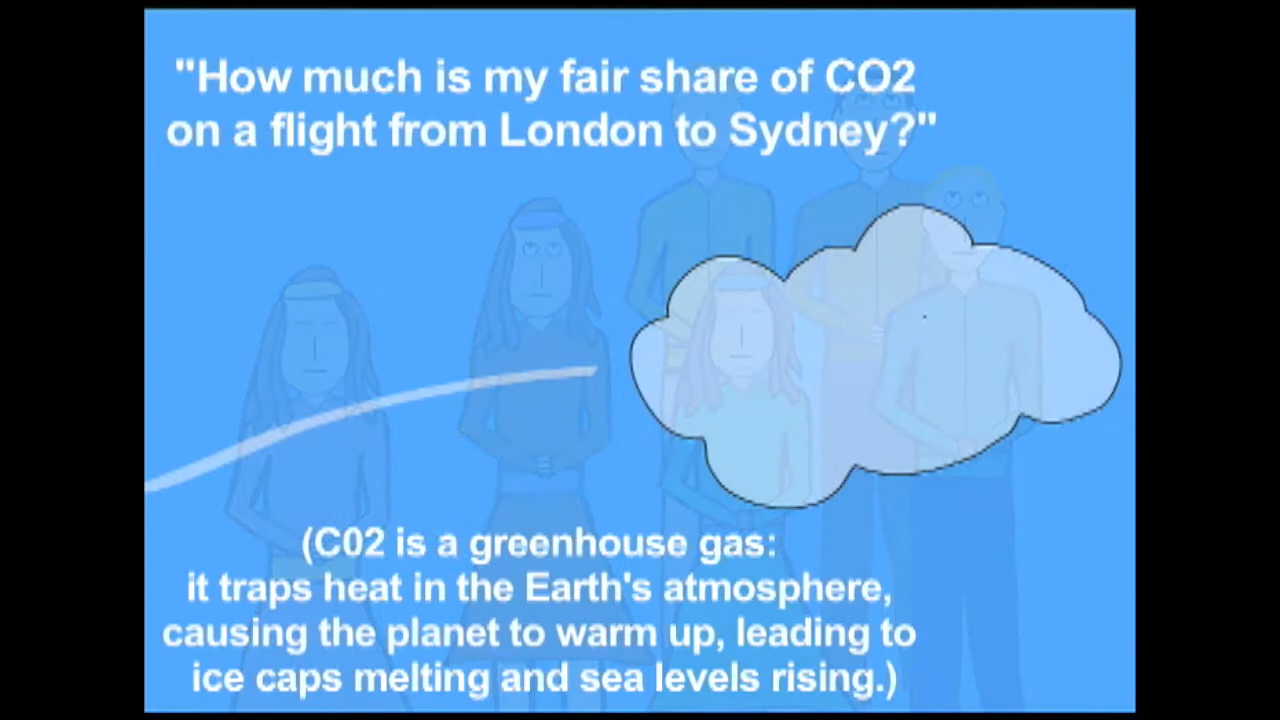 "How much is my fair share of CO2
on a flight from London to Sydney?"
(C02 is a greenhouse gas:
it traps heat in the Earth's atmosphere,
causing the planet to warm up, leading to
ice caps melting and sea levels rising.)